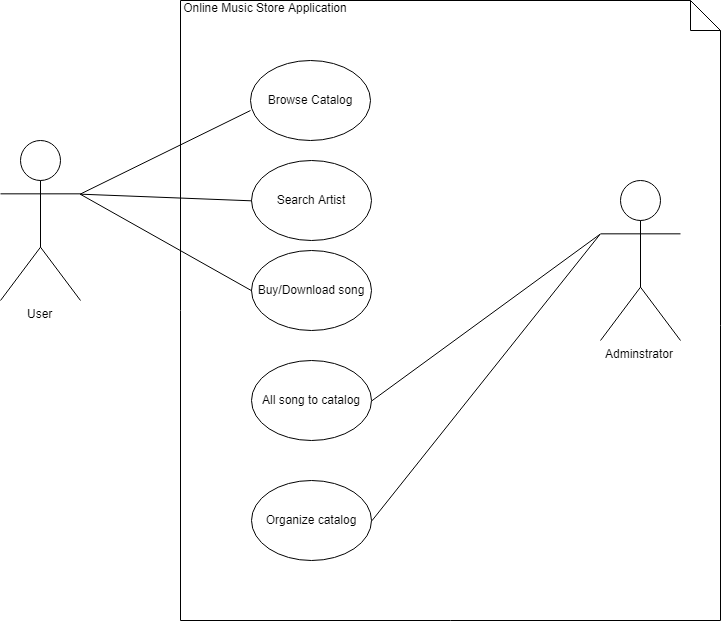 Online Music Store Application
Browse Catalog
Search Artist
Buy/Download song
User
Adminstrator
All song to catalog
Organize catalog